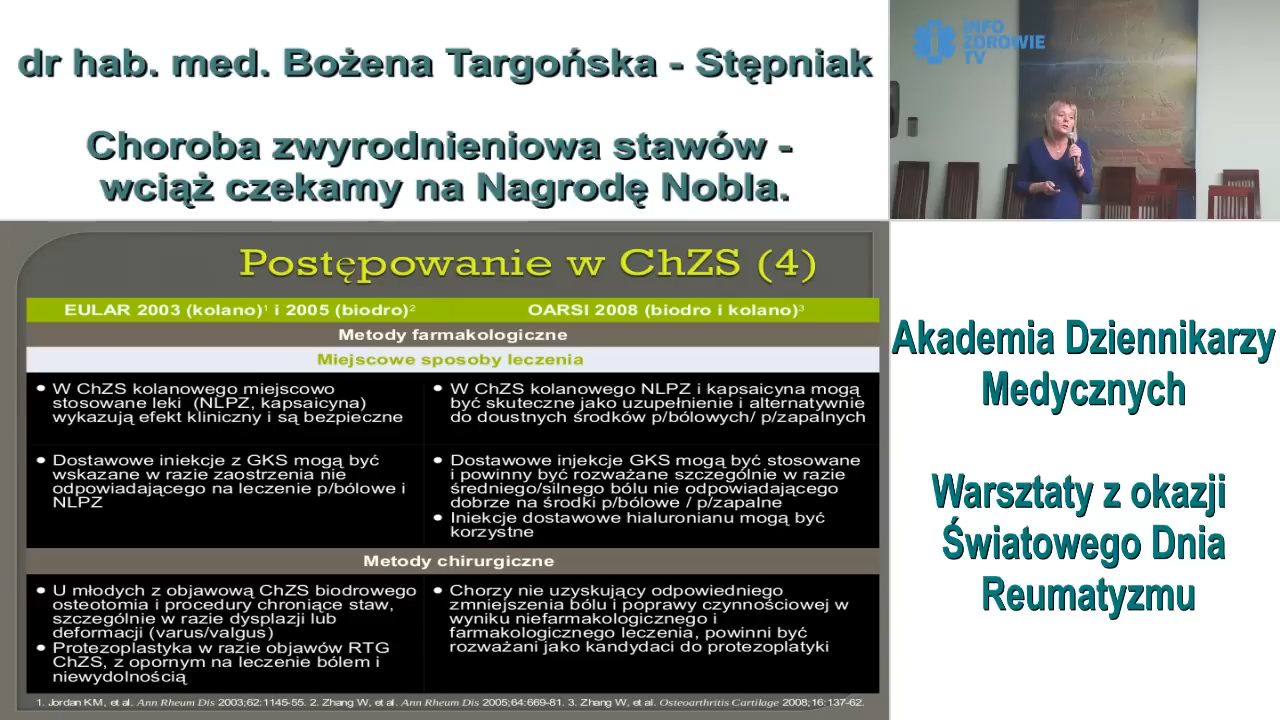 dr hab. med. Bożena Targońska - Stępniak
Choroba zwyrodnieniowa stawów -
wciąż czekamy na Nagrodę Nobla.
INFO
ZDROWIE
TV
Postępowanie w ChZS (4)
EULAR 2003 (kolano)¹ i 2005 (biodro)²
OARSI 2008 (biodro i kolano)³
Metody farmakologiczne
Miejscowe sposoby leczenia
● W ChZS kolanowego miejscowo
stosowane leki (NLPZ, kapsaicyna)
wykazują efekt kliniczny i są bezpieczne
● W ChZS kolanowego NLPZ i kapsaicyna mogą
być skuteczne jako uzupełnienie i alternatywnie
do doustnych środków p/bólowych/ p/zapalnych
● Dostawowe iniekcje z GKS mogą być
wskazane w razie zaostrzenia nie
odpowiadającego na leczenie p/bólowe i
NLPZ
● Dostawowe injekcje GKS mogą być stosowane
i powinny być rozważane szczególnie w razie
średniego/silnego bólu nie odpowiadającego
dobrze na środki p/bólowe / p/zapalne
● Iniekcje dostawowe hialuronianu mogą być
korzystne
Metody chirurgiczne
● U młodych z objawową ChZS biodrowego
osteotomia i procedury chroniące staw,
szczególnie w razie dysplazji lub
deformacji (varus/valgus)
● Protezoplastyka w razie objawów RTG
ChZS, z opornym na leczenie bólem i
niewydolnością
● Chorzy nie uzyskujący odpowiedniego
zmniejszenia bólu i poprawy czynnościowej w
wyniku niefarmakologicznego i
farmakologicznego leczenia, powinni być
rozważani jako kandydaci do protezoplatyki
1. Jordan KM, et al. Ann Rheum Dis 2003;62:1145-55. 2. Zhang W, et al. Ann Rheum Dis 2005;64:669-81. 3. Zhang W, et al. Osteoarthritis Cartilage 2008;16:137-62.
Akademia Dziennikarzy
Medycznych
Warsztaty z okazji
Światowego Dnia
Reumatyzmu